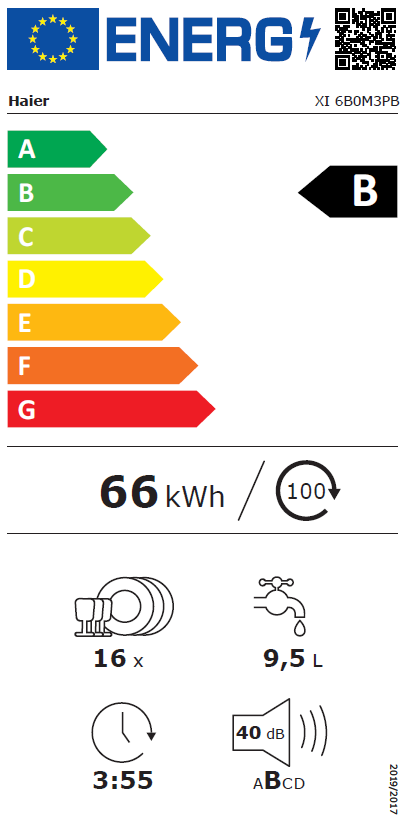 ENERG
Haier XI 6B0M3PB
A
B
B
C
D
E
F
G
66 kWh / 100
16 x
9,5 L
3:55
40 dB
ABCD
2019/2017